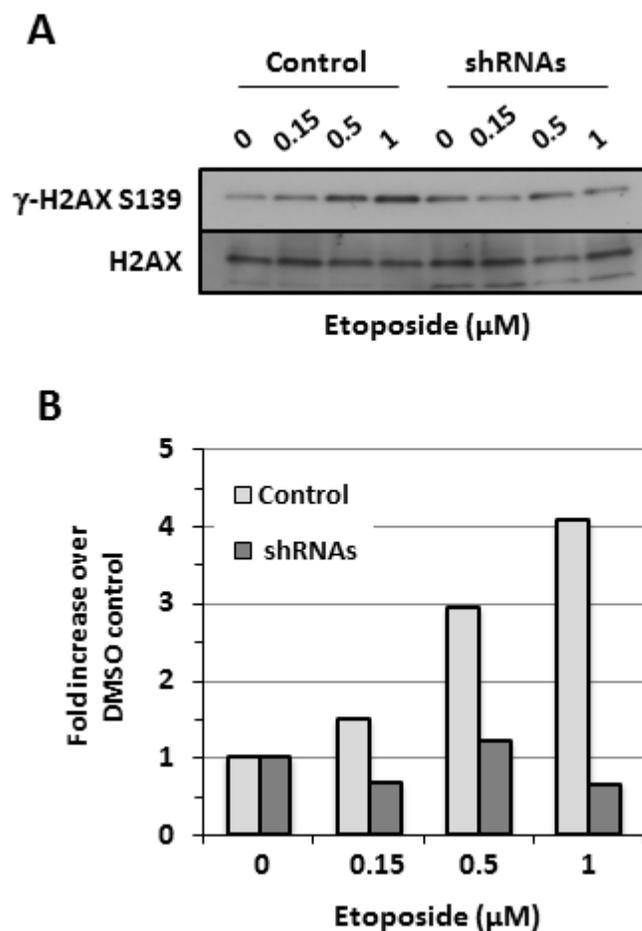 A
Control shRNAs
0 0.15 0.5 1 0 0.15 0.5 1
γ-H2AX S139
H2AX
Etoposide (µM)
B
5
4
3
2
1
0
Fold increase over
DMSO control
Control
shRNAs
0 0.15 0.5 1
Etoposide (µM)